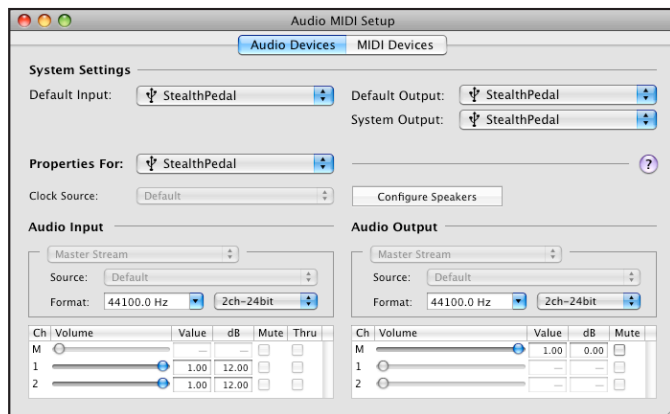 Audio MIDI Setup
Audio Devices MIDI Devices
System Settings
Default Input: StealthPedal
Default Output: StealthPedal
System Output: StealthPedal
Properties For: StealthPedal ?
Clock Source: Default
Configure Speakers
Audio Input
Master Stream
Source: Default
Format: 44100.0 Hz 2ch-24bit
Ch Volume Value dB Mute Thru
M — —
1 1.00 12.00
2 1.00 12.00
Audio Output
Master Stream
Source: Default
Format: 44100.0 Hz 2ch-24bit
Ch Volume Value dB Mute
M 1.00 0.00
1 — —
2 — —